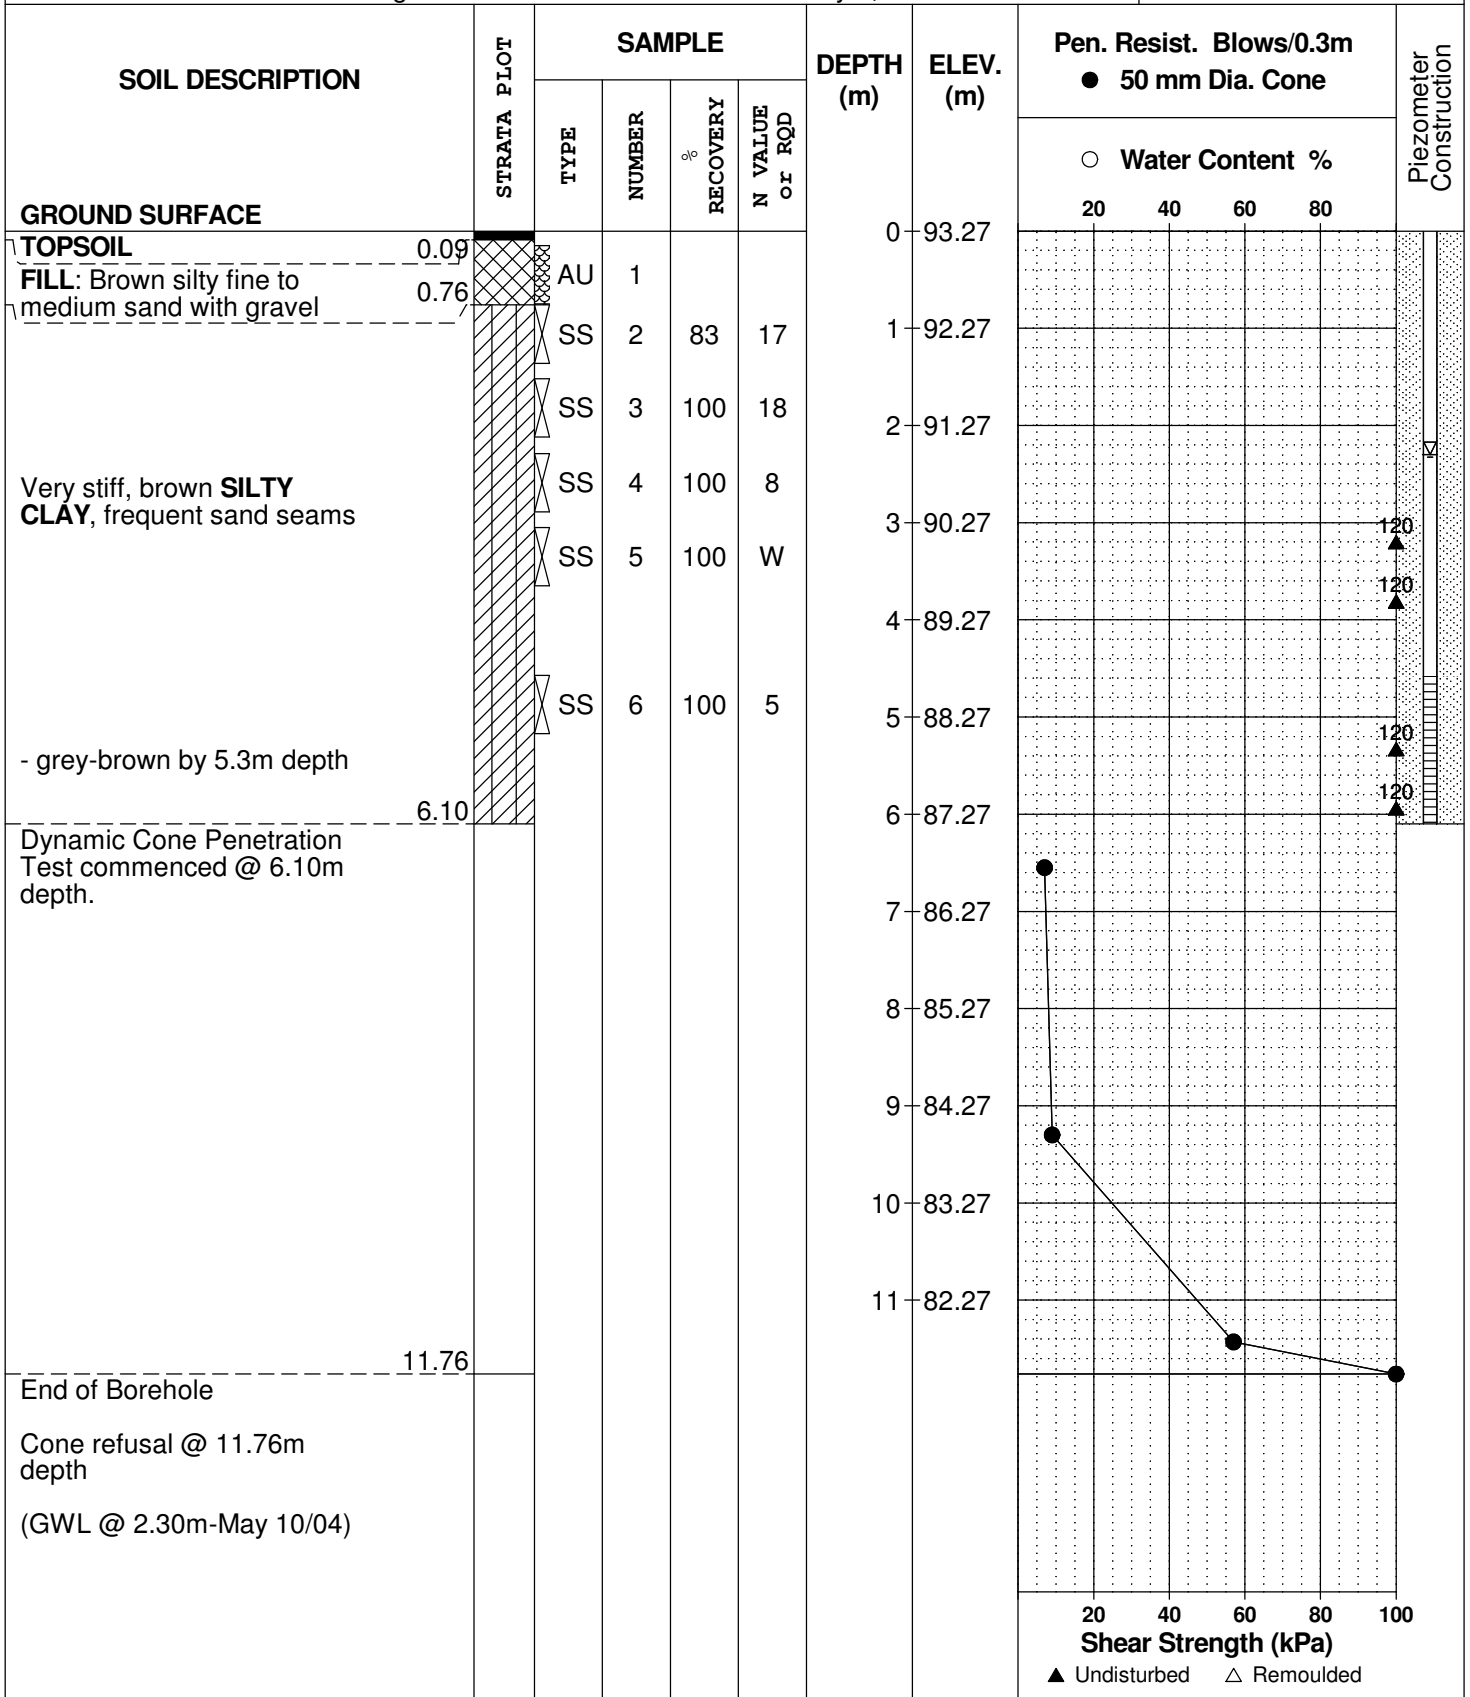 SOIL DESCRIPTION
GROUND SURFACE
STRATA PLOT
SAMPLE
TYPE
NUMBER
% RECOVERY
N VALUE or RQD
DEPTH (m)
ELEV. (m)
Pen. Resist. Blows/0.3m
● 50 mm Dia. Cone
○ Water Content %
20 40 60 80
Piezometer Construction
TOPSOIL 0.09
FILL: Brown silty fine to
medium sand with gravel 0.76
Very stiff, brown SILTY
CLAY, frequent sand seams
- grey-brown by 5.3m depth
6.10
Dynamic Cone Penetration
Test commenced @ 6.10m
depth.
11.76
End of Borehole
Cone refusal @ 11.76m
depth
(GWL @ 2.30m-May 10/04)
AU 1
SS 2 83 17
SS 3 100 18
SS 4 100 8
SS 5 100 W
SS 6 100 5
0 93.27
1 92.27
2 91.27
3 90.27
4 89.27
5 88.27
6 87.27
7 86.27
8 85.27
9 84.27
10 83.27
11 82.27
120
120
120
120
20 40 60 80 100
Shear Strength (kPa)
▲ Undisturbed △ Remoulded